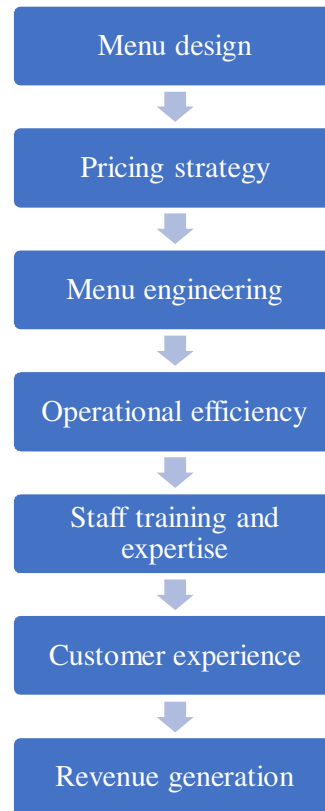 Menu design
Pricing strategy
Menu engineering
Operational efficiency
Staff training and
expertise
Customer experience
Revenue generation